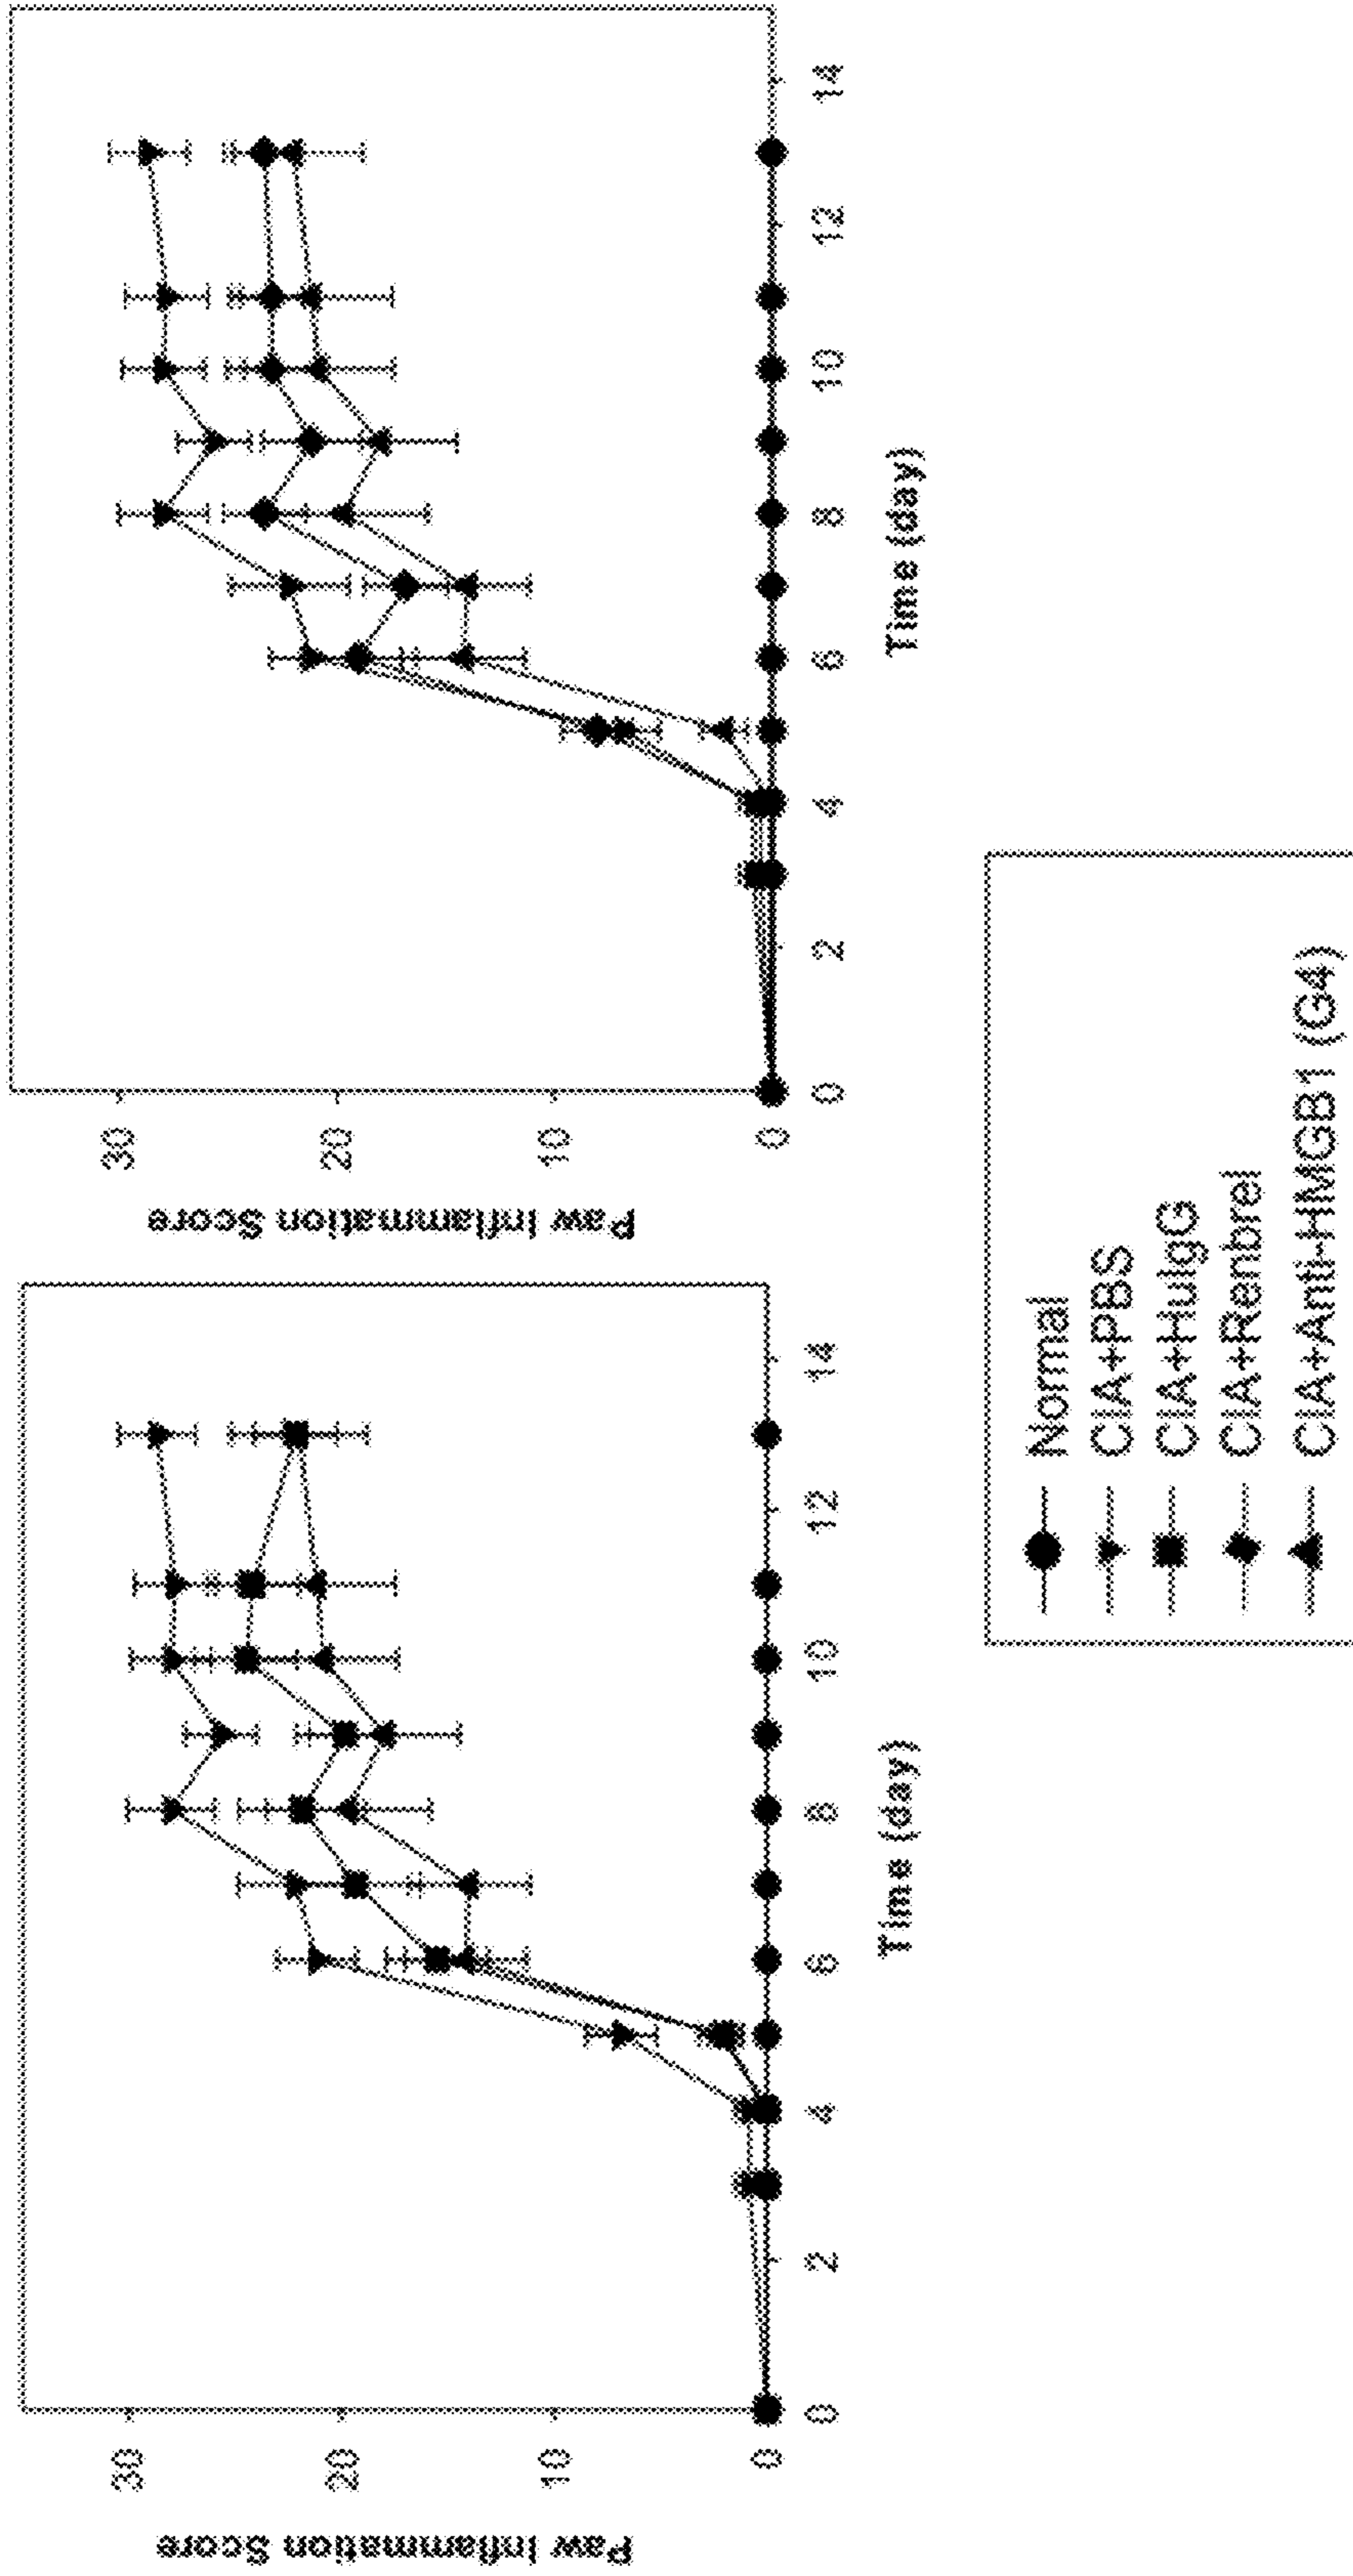 Paw Inflammation Score
30
20
10
0
0 2 4 6 8 10 12 14
Time (day)
Paw Inflammation Score
30
20
10
0
0 2 4 6 8 10 12 14
Time (day)
Normal
CIA+PBS
CIA+HuIgG
CIA+Renbrel
CIA+Anti-HMGB1 (G4)